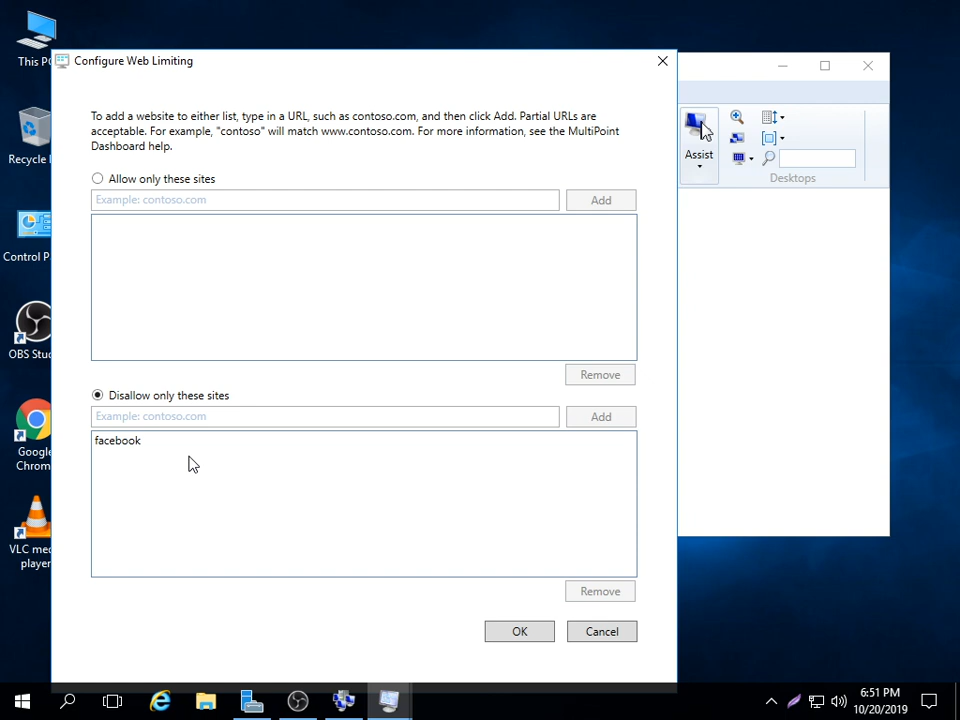 This PC
Configure Web Limiting
To add a website to either list, type in a URL, such as contoso.com, and then click Add. Partial URLs are
acceptable. For example, "contoso" will match www.contoso.com. For more information, see the MultiPoint
Dashboard help.
Assist
Desktops
Recycle
Allow only these sites
Example: contoso.com
Add
Control P
OBS Stud
Remove
Disallow only these sites
Example: contoso.com
Add
facebook
Google
Chrom
VLC med
player
Remove
OK
Cancel
6:51 PM
10/20/2019